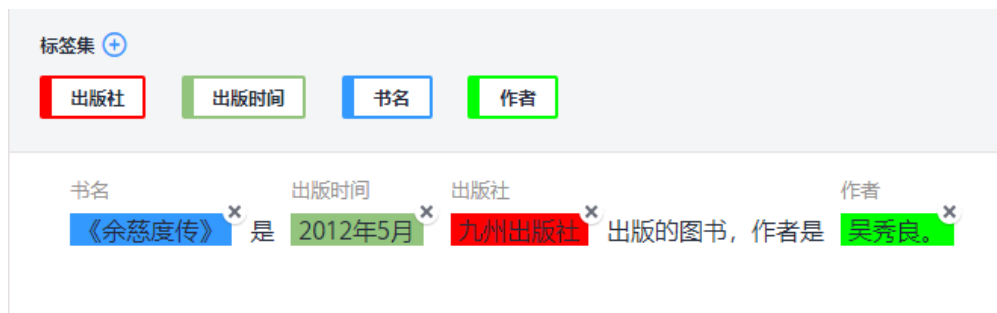 标签集
出版社 出版时间 书名 作者
书名 出版时间 出版社 作者
《余慈度传》 是 2012年5月 九州出版社 出版的图书，作者是 吴秀良。